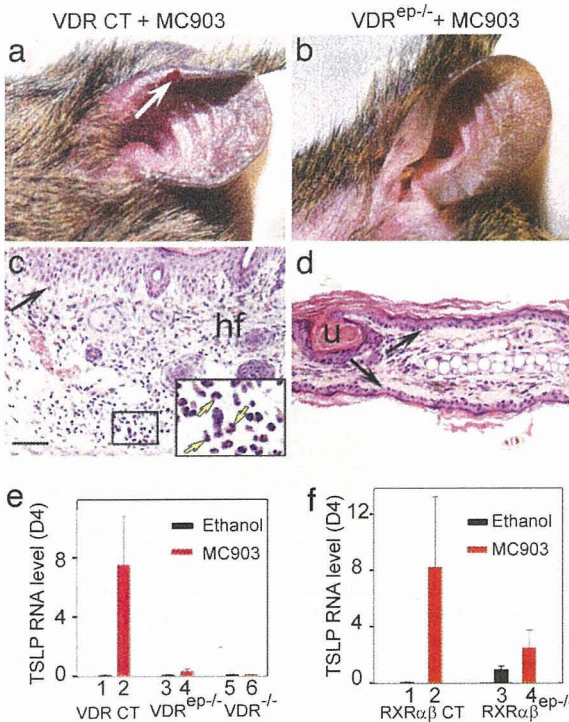 VDR CT + MC903
VDR ep-/- + MC903
a
b
c
hf
d
u
e
TSLP RNA level (D4)
8
4
0
Ethanol
MC903
1 2 3 4 5 6
VDR CT VDR ep-/- VDR-/-
f
TSLP RNA level (D4)
12
8
4
0
Ethanol
MC903
1 2 3 4
RXRαβ CT RXRαβ ep-/-